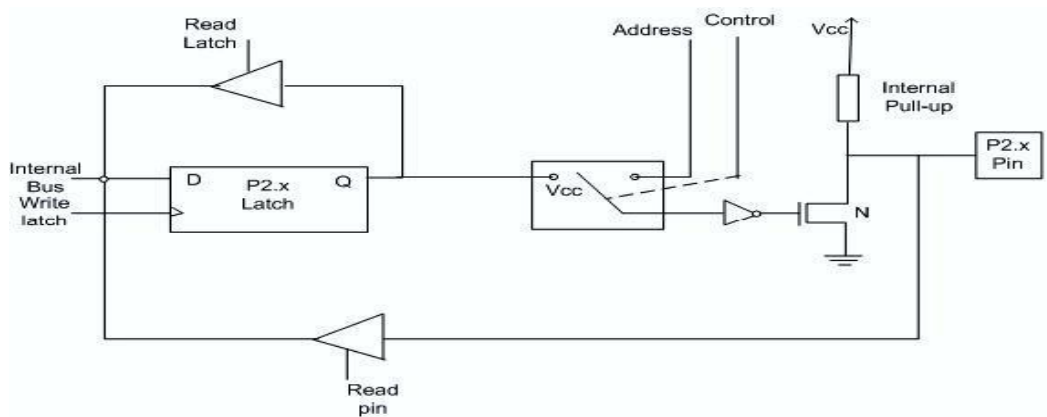 Read
Latch
Address
Control
Vcc
Internal
Pull-up
P2.x
Pin
Internal
Bus
Write
latch
D
P2.x
Latch
Q
Vcc
N
Read
pin